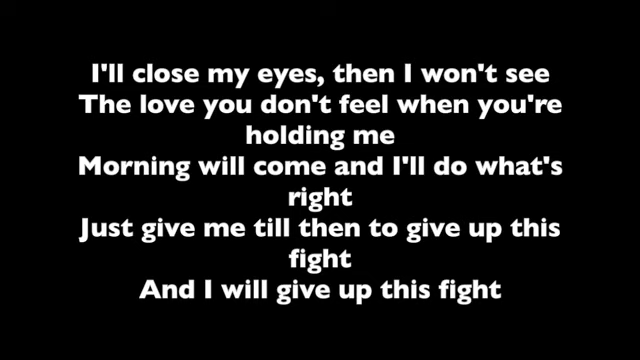 I'll close my eyes, then I won't see
The love you don't feel when you're
holding me
Morning will come and I'll do what's
right
Just give me till then to give up this
fight
And I will give up this fight